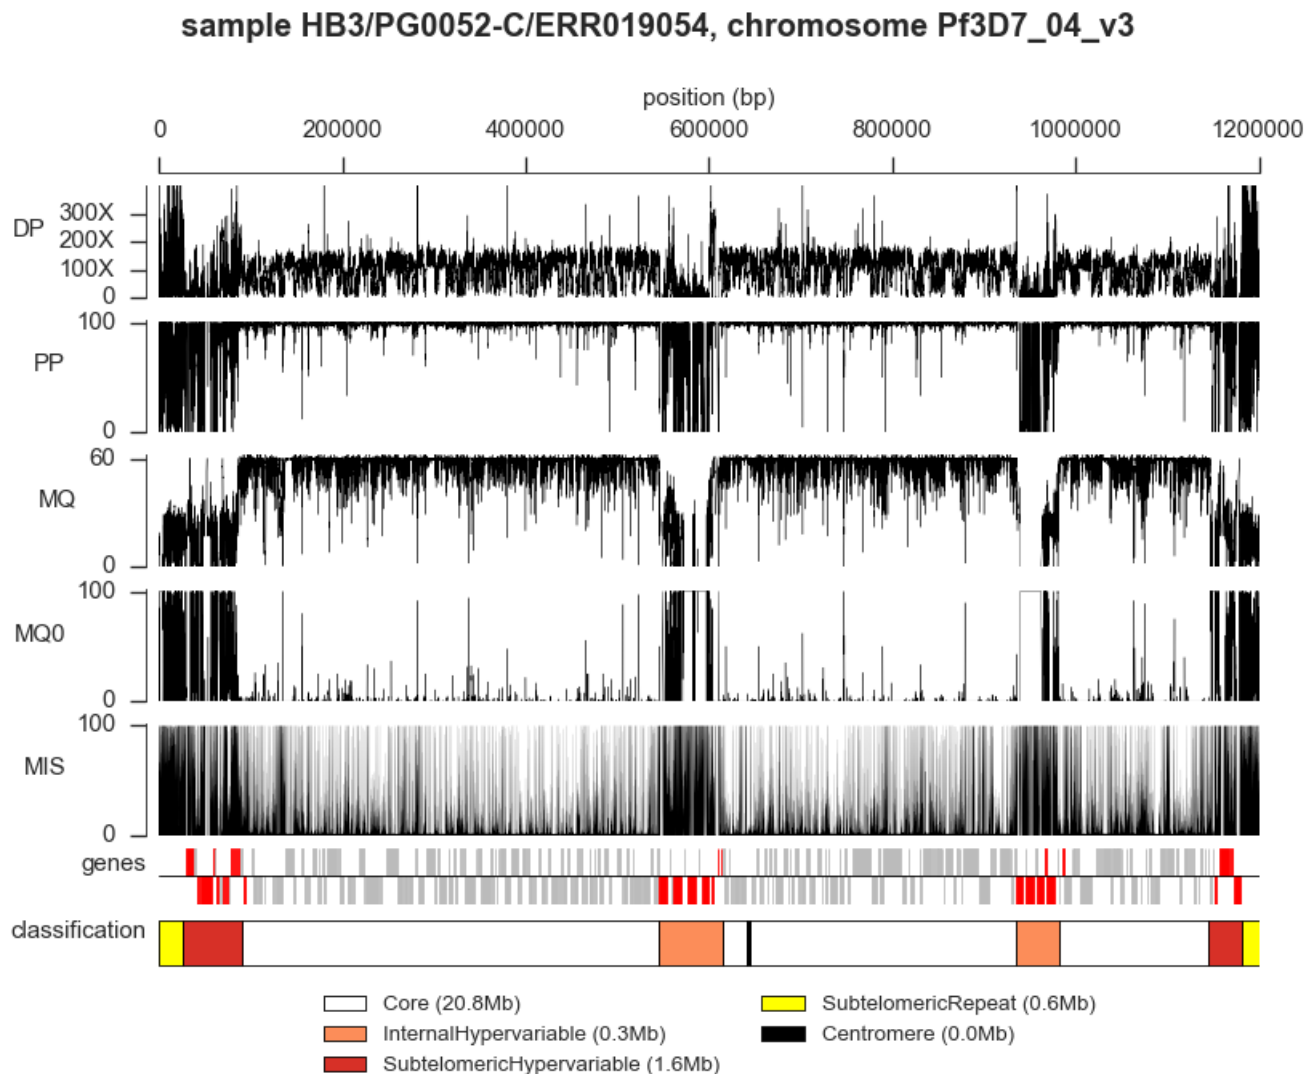 sample HB3/PG0052-C/ERR019054, chromosome Pf3D7_04_v3
position (bp)
0 200000 400000 600000 800000 1000000 1200000
DP
300X
200X
100X
0
PP
100
0
MQ
60
0
MQ0
100
0
MIS
100
0
genes
classification
Core (20.8Mb)
InternalHypervariable (0.3Mb)
SubtelomericHypervariable (1.6Mb)
SubtelomericRepeat (0.6Mb)
Centromere (0.0Mb)